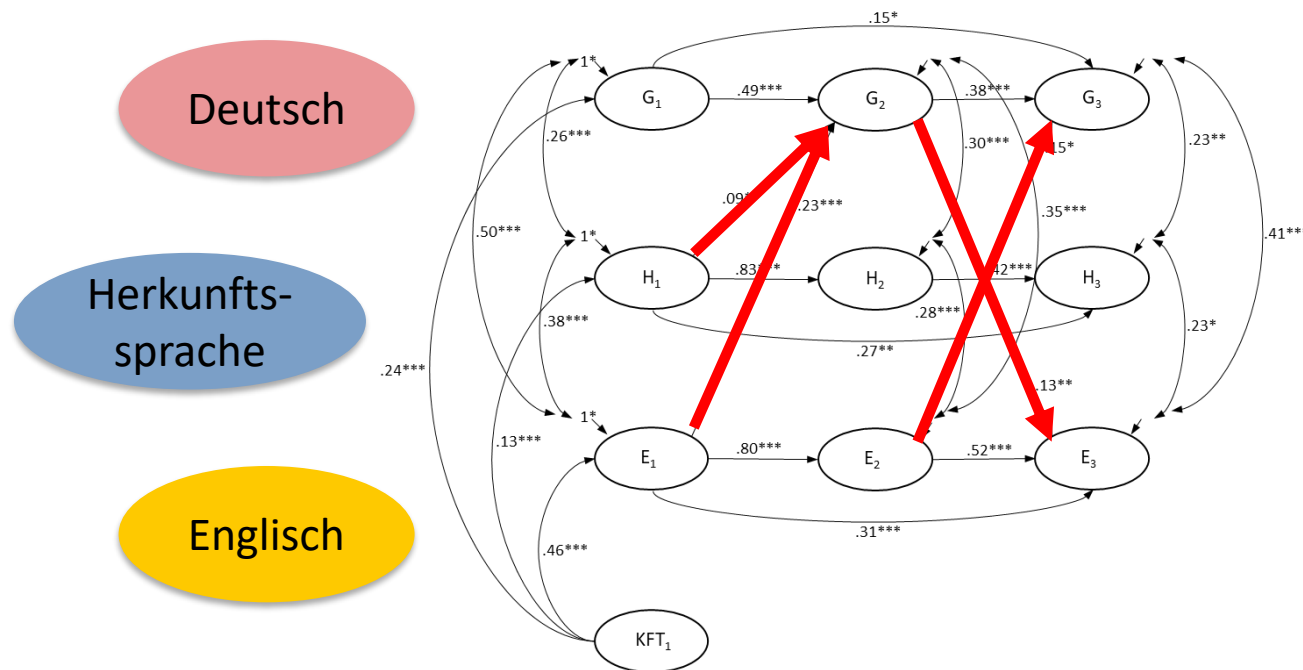 .15*
1*
Deutsch
G1
.49***
G2
.38***
G3
.26***
.30***
.15*
.23**
.09*
.23***
.35***
.50***
1*
.41***
Herkunfts-
sprache
H1
H2
.42***
H3
.38***
.28***
.23*
.27**
.24***
.13**
1*
.13***
E1
.80***
E2
.52***
E3
Englisch
.31***
.46***
KFT1